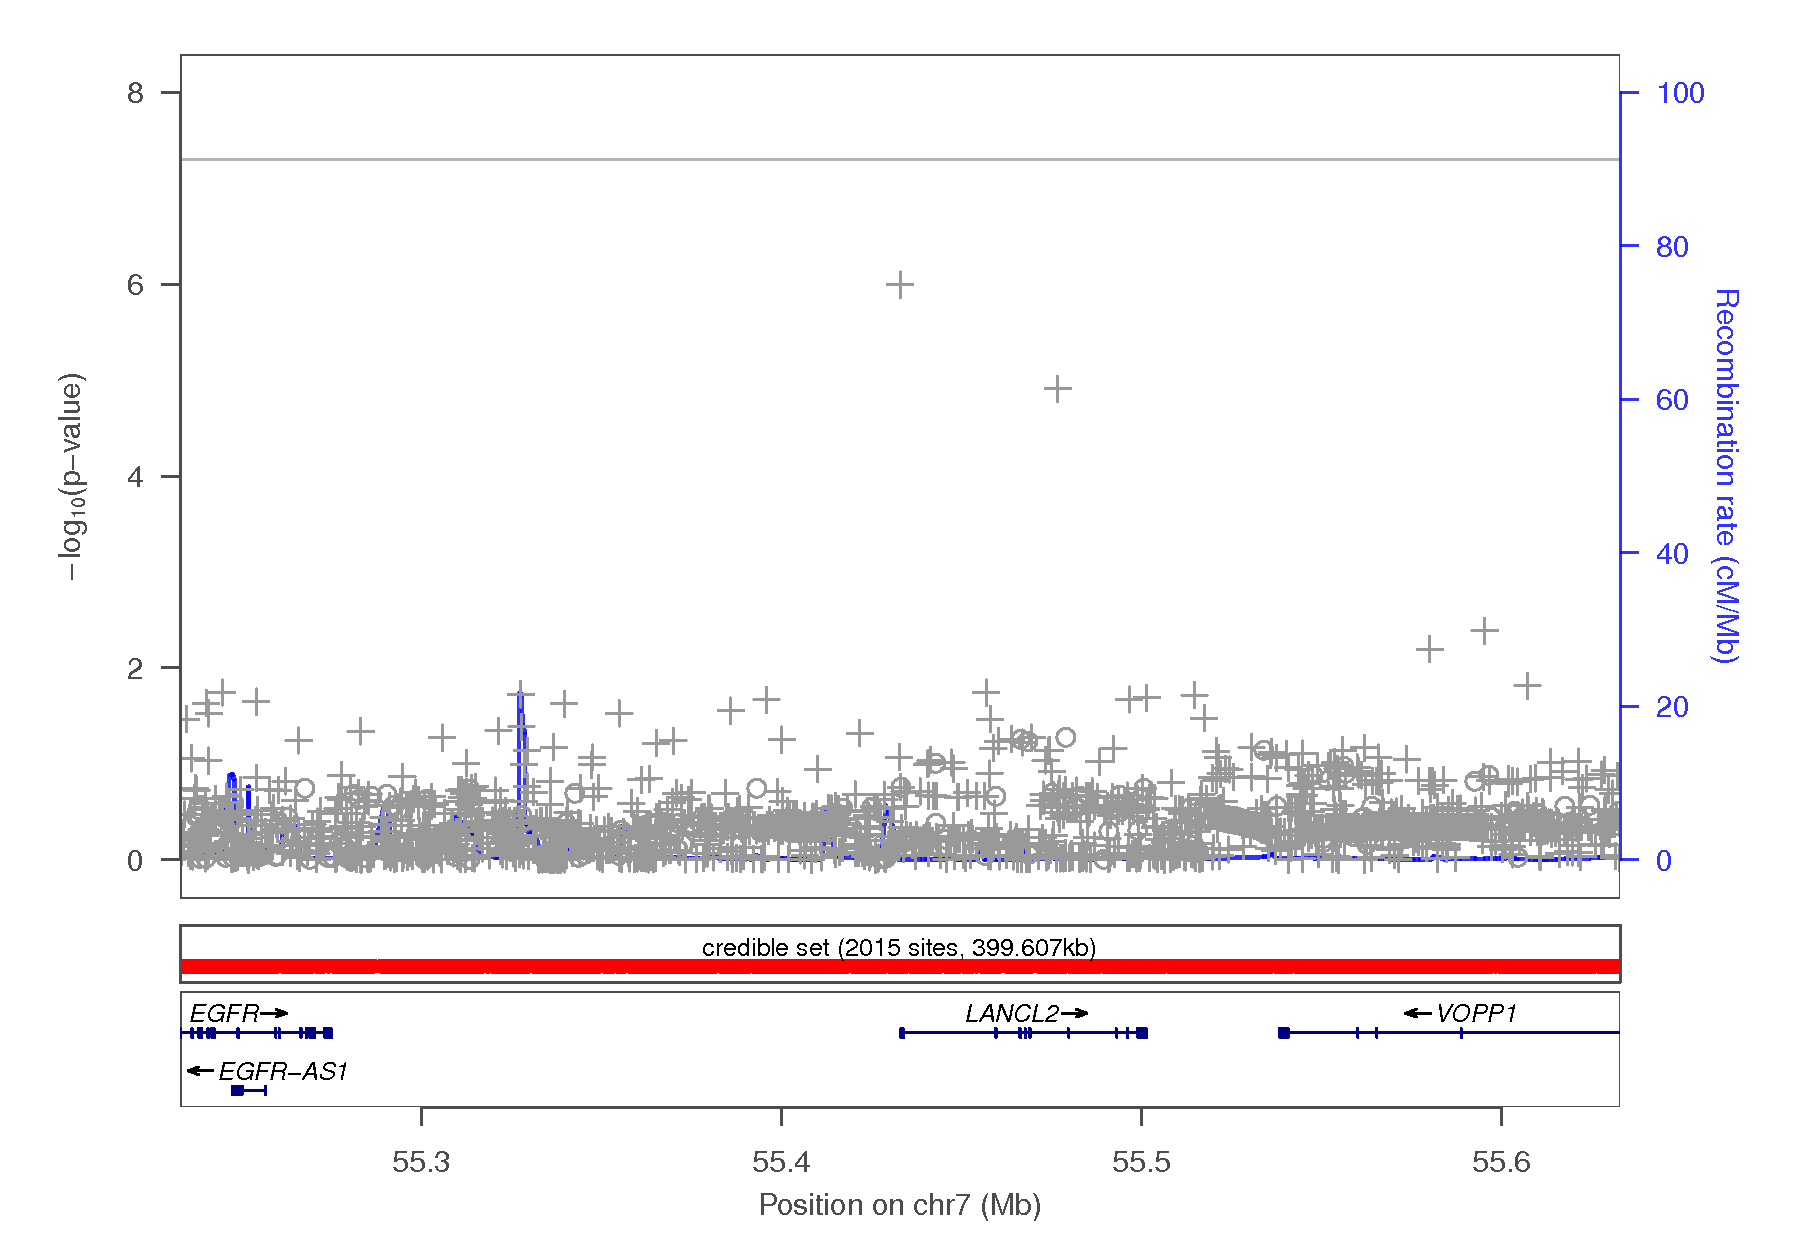 8
6
4
2
0
−log10(p−value)
100
80
60
40
20
0
Recombination rate (cM/Mb)
credible set (2015 sites, 399.607kb)
EGFR LANCL2 VOPP1
EGFR−AS1
55.3 55.4 55.5 55.6
Position on chr7 (Mb)